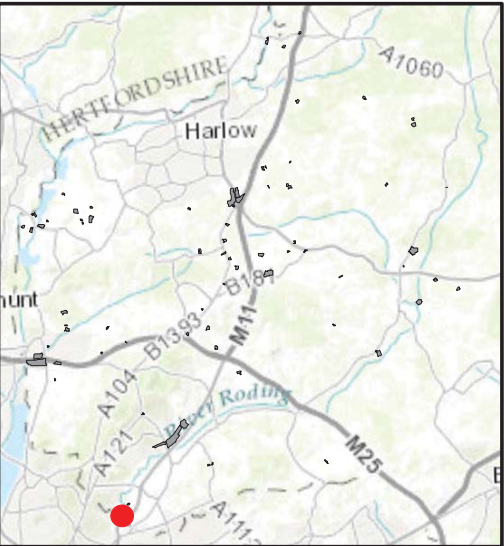 A1060
HERTFORDSHIRE
Harlow
B181
hunt
M11
B1393
A104
River Roding
A121
M25
A1112
E